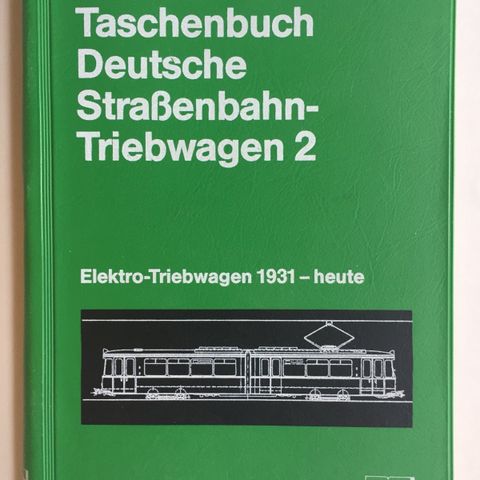 Taschenbuch
Deutsche
Straßenbahn-
Triebwagen 2
Elektro-Triebwagen 1931 – heute